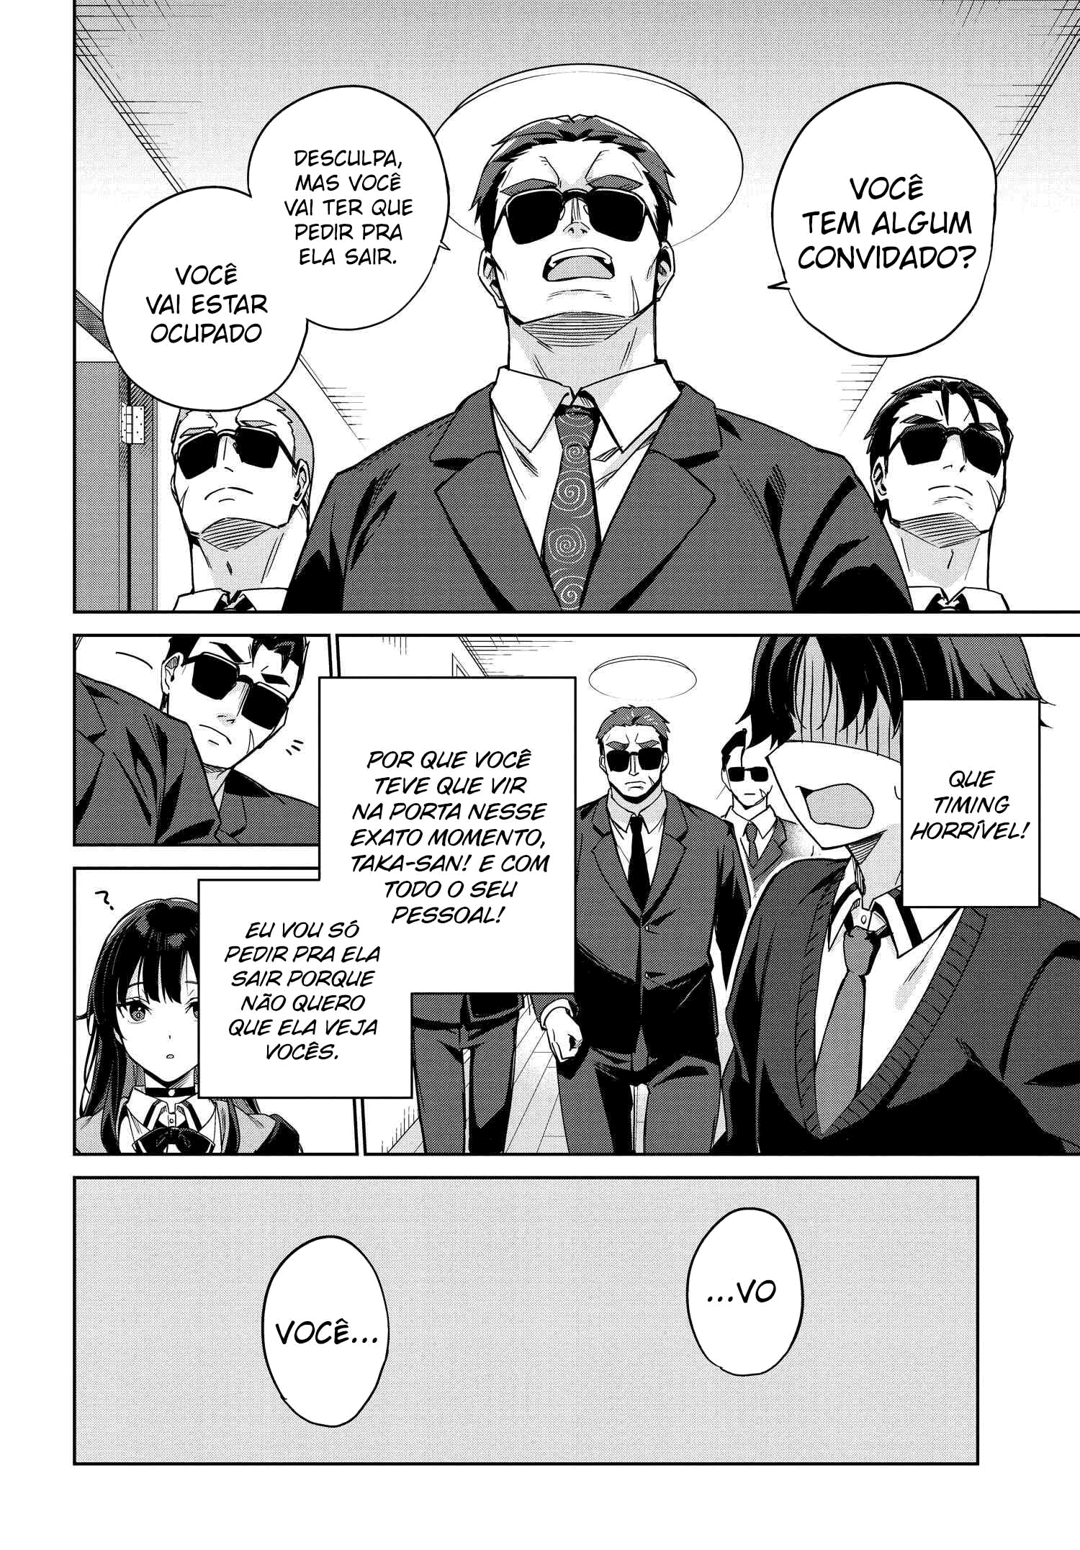 VOCÊ
TEM ALGUM
CONVIDADO?
DESCULPA,
MAS VOCÊ
VAI TER QUE
PEDIR PRA
ELA SAIR.
VOCÊ
VAI ESTAR
OCUPADO
QUE
TIMING
HORRÍVEL!
POR QUE VOCÊ
TEVE QUE VIR
NA PORTA NESSE
EXATO MOMENTO,
TAKA-SAN! E COM
TODO O SEU
PESSOAL!
EU VOU SÓ
PEDIR PRA ELA
SAIR PORQUE
NÃO QUERO
QUE ELA VEJA
VOCÊS.
?
...VO
VOCÊ...